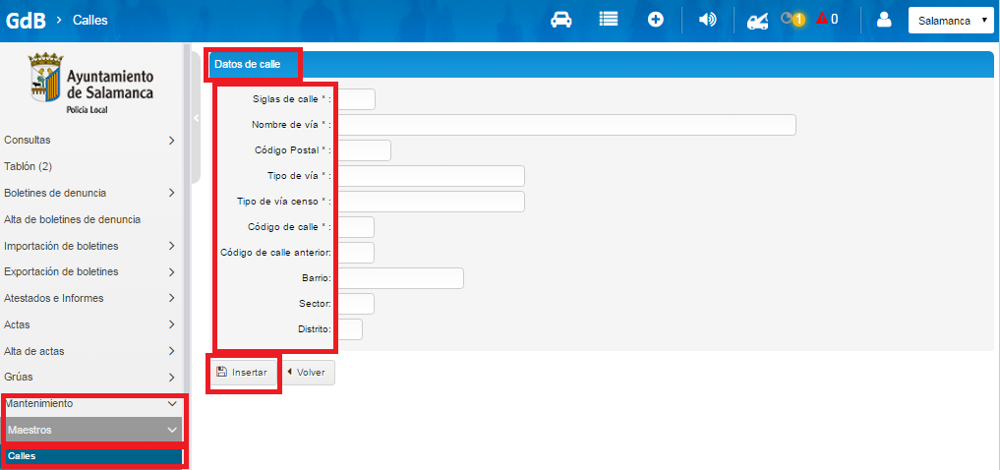 GdB > Calles
1
0
Salamanca
Ayuntamiento
de Salamanca
Policía Local
Consultas
Tablón (2)
Boletines de denuncia
Alta de boletines de denuncia
Importación de boletines
Exportación de boletines
Atestados e Informes
Actas
Alta de actas
Grúas
Mantenimiento
Maestros
Calles
Datos de calle
Siglas de calle * :
Nombre de vía * :
Código Postal * :
Tipo de vía * :
Tipo de vía censo * :
Código de calle * :
Código de calle anterior:
Barrio:
Sector:
Distrito:
Insertar
Volver